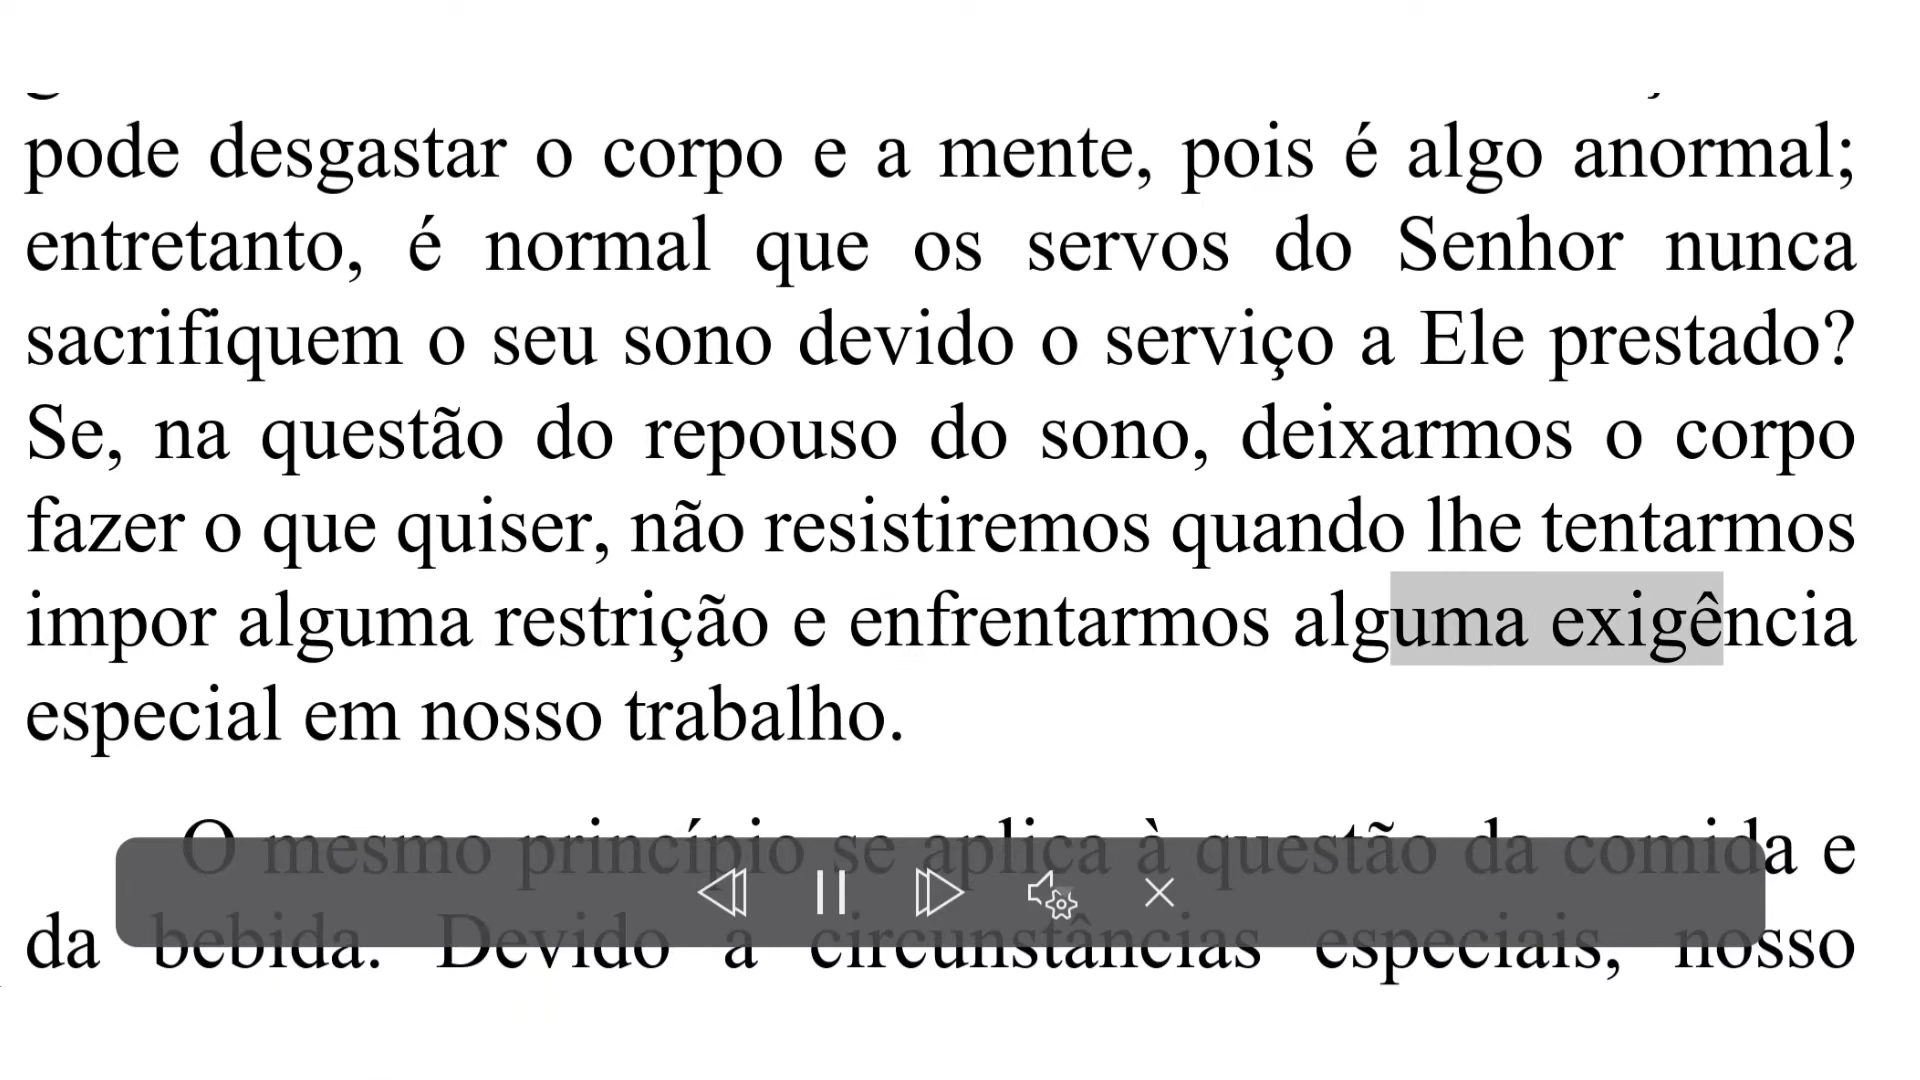 pode desgastar o corpo e a mente, pois é algo anormal;
entretanto, é normal que os servos do Senhor nunca
sacrifiquem o seu sono devido o serviço a Ele prestado?
Se, na questão do repouso do sono, deixarmos o corpo
fazer o que quiser, não resistiremos quando lhe tentarmos
impor alguma restrição e enfrentarmos alguma exigência
especial em nosso trabalho.
O mesmo princípio se aplica à questão da comida e
da bebida. Devido a circunstâncias especiais, nosso